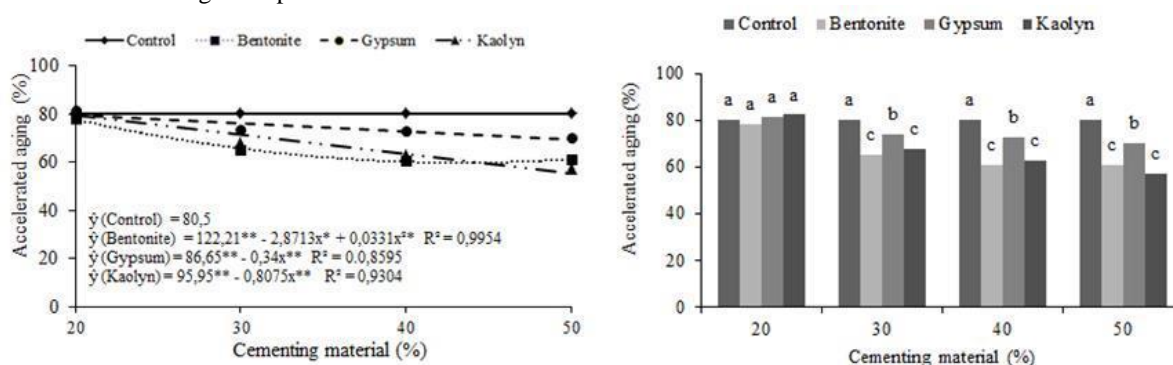 Control Bentonite Gypsum Kaolyn
Accelerated aging (%)
100
80
60
40
20
0
ŷ (Control) = 80,5
ŷ (Bentonite) = 122,21** - 2,8713x* + 0,0331x²* R² = 0,9954
ŷ (Gypsum) = 86,65** - 0,34x** R² = 0.0,8595
ŷ (Kaolyn) = 95,95** - 0,8075x** R² = 0,9304
20 30 40 50
Cementing material (%)
Control Bentonite Gypsum Kaolyn
Accelerated aging (%)
100
80
60
40
20
0
a a a a a c b c a c b c a c b c
20 30 40 50
Cementing material (%)